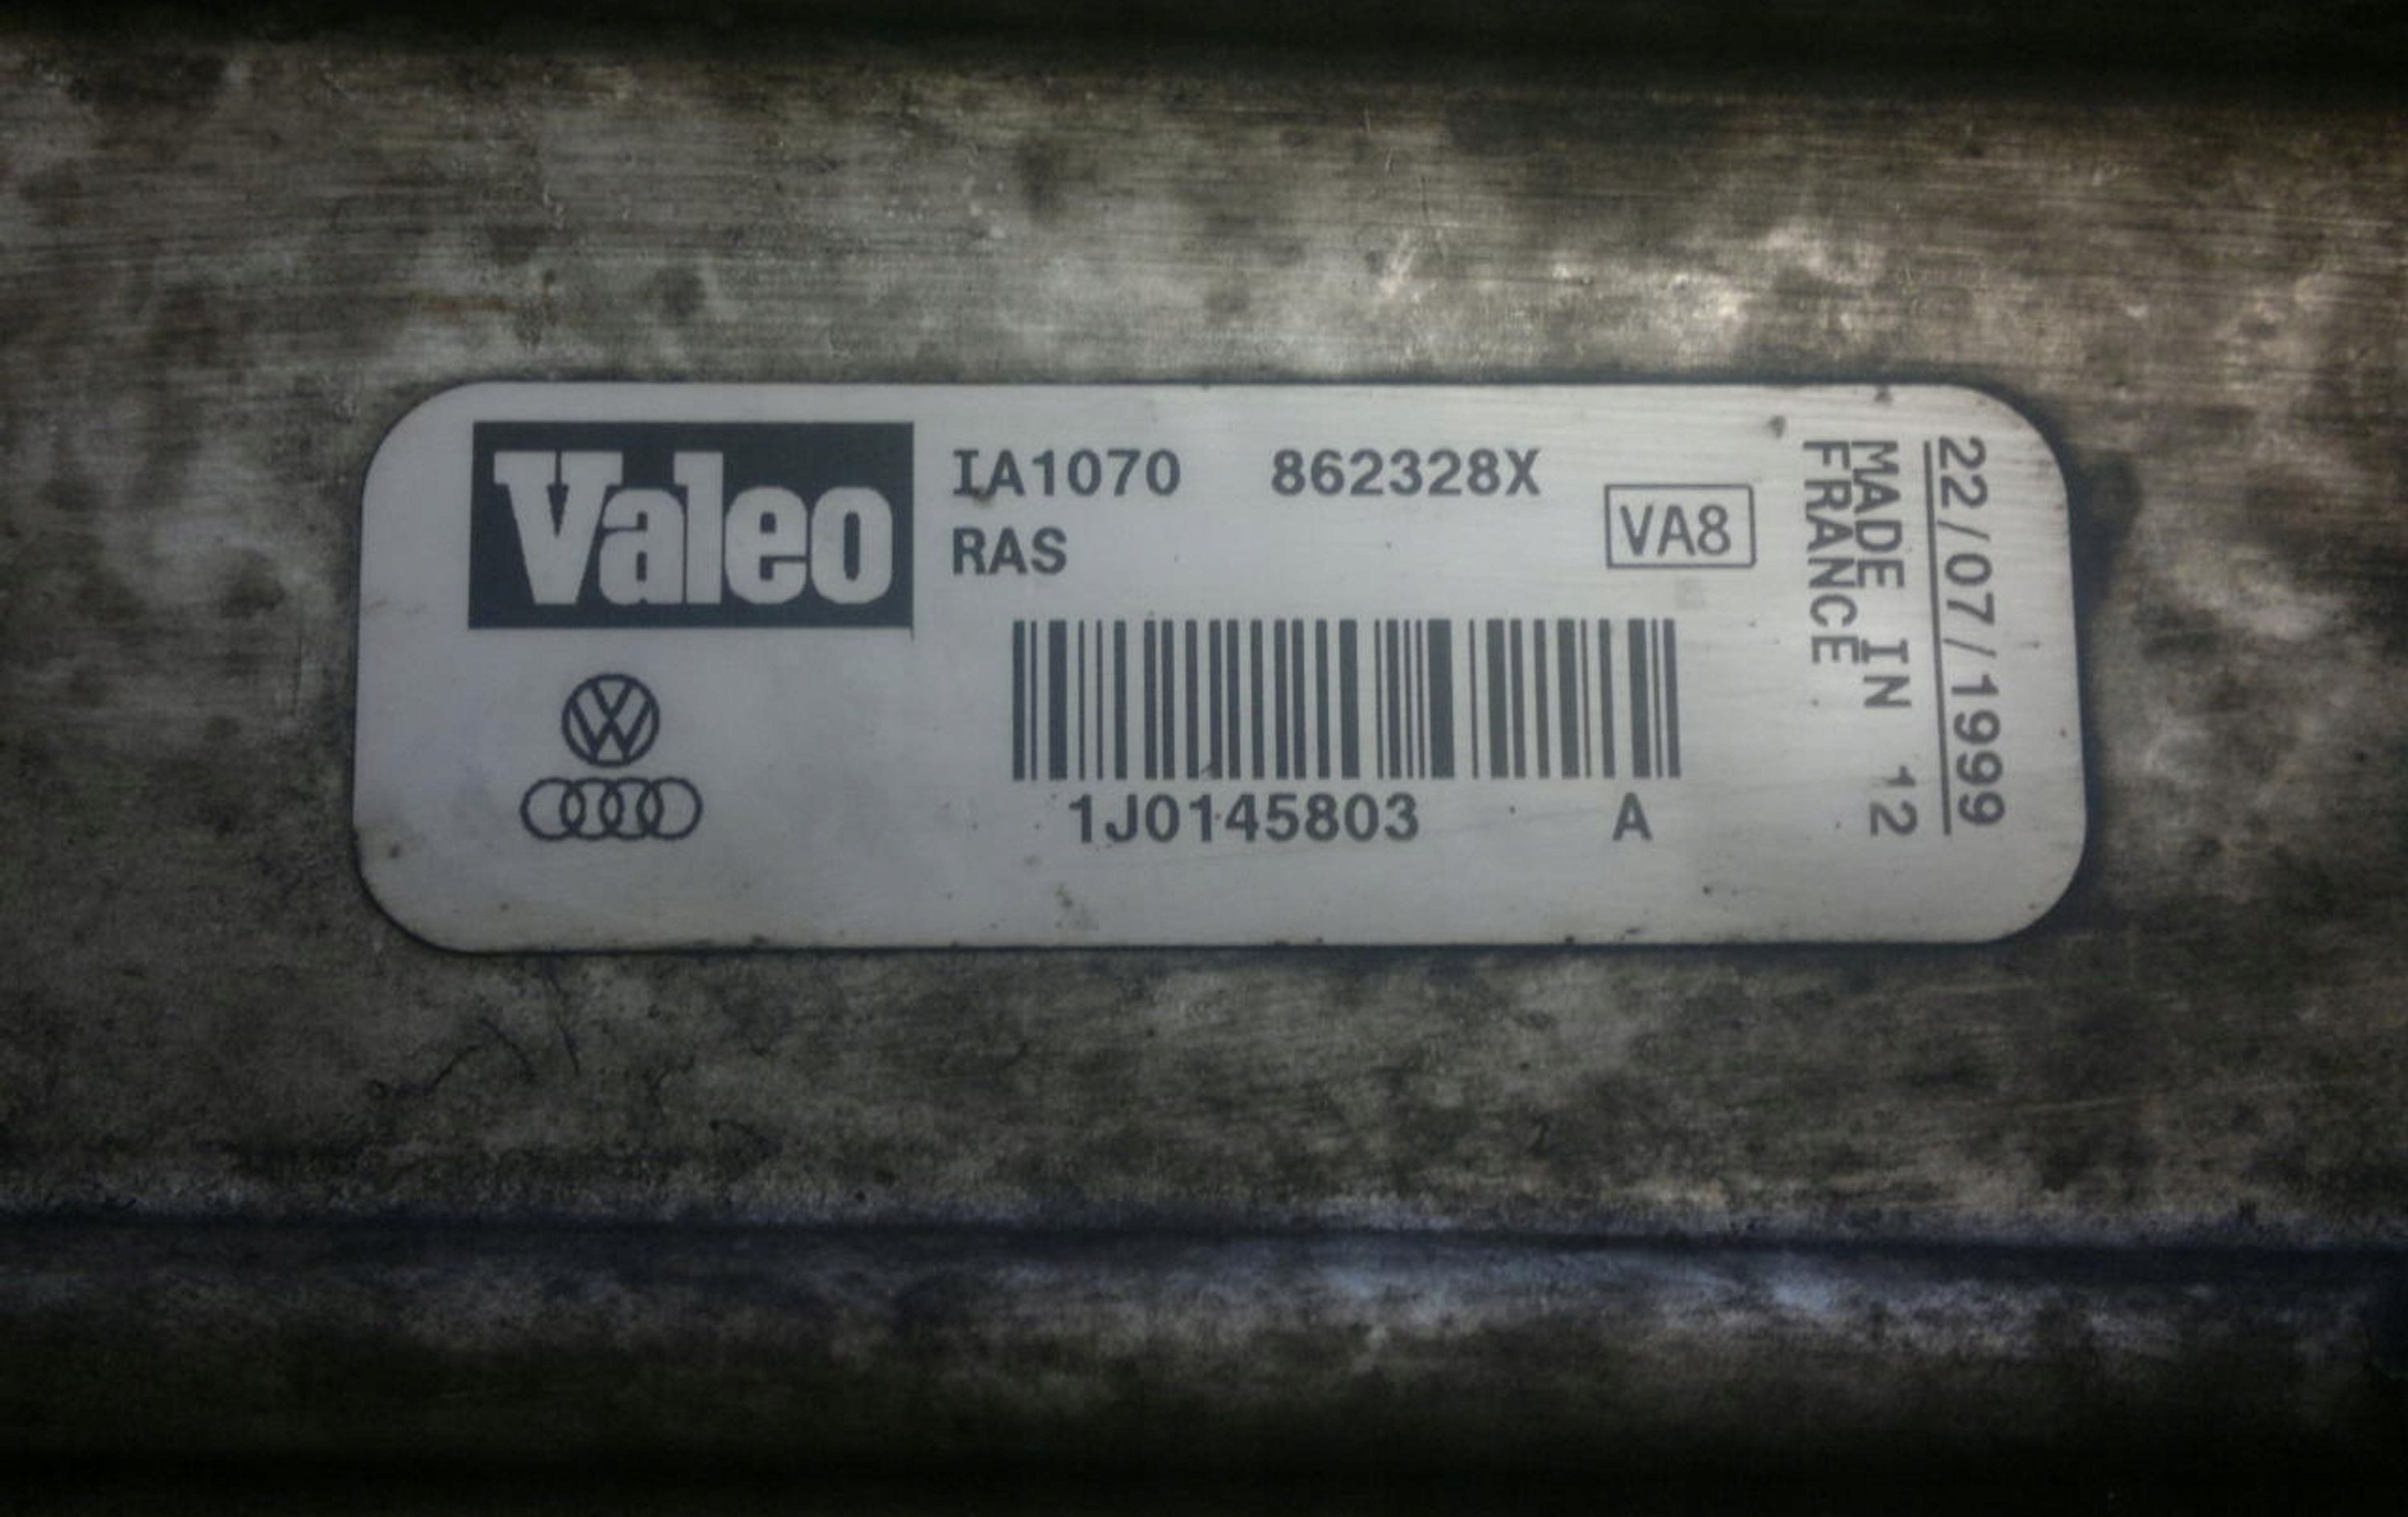 Valeo
IA1070 862328X
RAS
VA8
1J0145803 A
22/07/1999
MADE IN 12
FRANCE